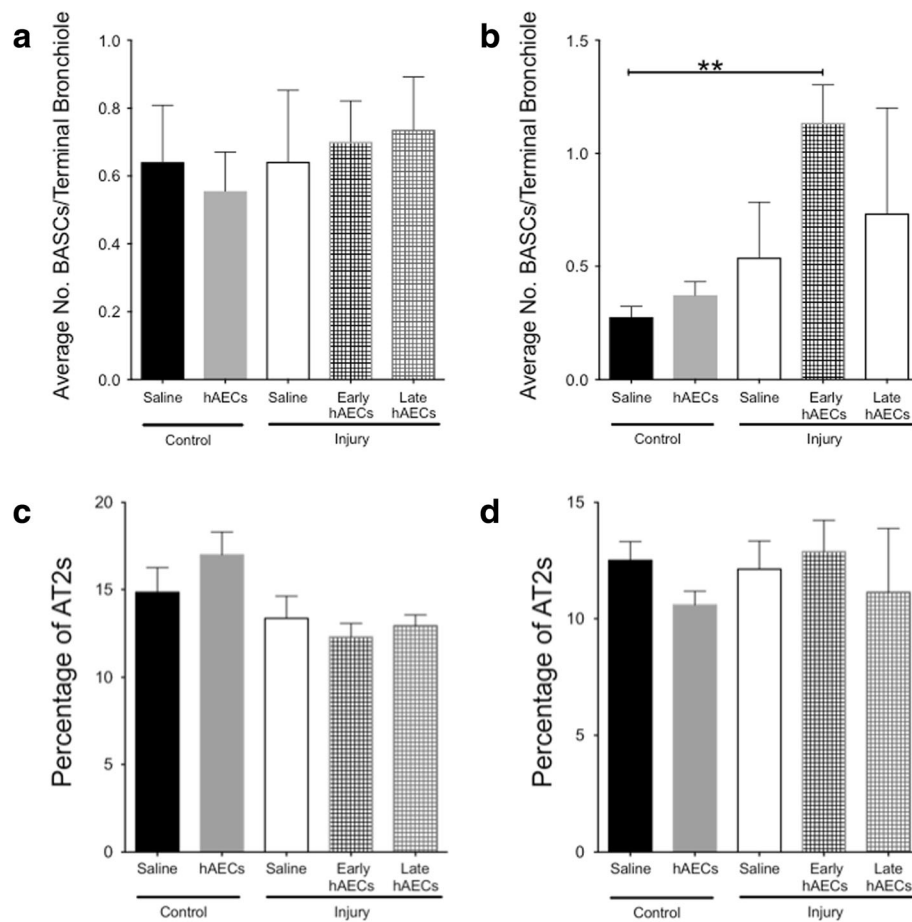 a
Average No. BASCs/Terminal Bronchiole
1.0
0.8
0.6
0.4
0.2
0.0
Saline hAECs Saline Early hAECs Late hAECs
Control Injury
b
Average No. BASCs/Terminal Bronchiole
1.5
1.0
0.5
0.0
**
Saline hAECs Saline Early hAECs Late hAECs
Control Injury
c
Percentage of AT2s
20
15
10
5
0
Saline hAECs Saline Early hAECs Late hAECs
Control Injury
d
Percentage of AT2s
15
10
5
0
Saline hAECs Saline Early hAECs Late hAECs
Control Injury